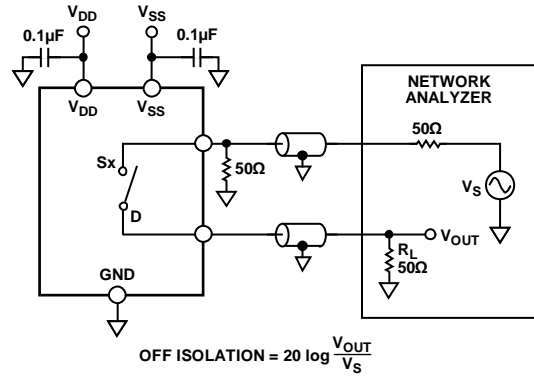 VDD VSS
0.1µF 0.1µF
VDD VSS
NETWORK
ANALYZER
50Ω
Sx
50Ω
VS
D
VOUT
RL
50Ω
GND
OFF ISOLATION = 20 log VOUT
VS